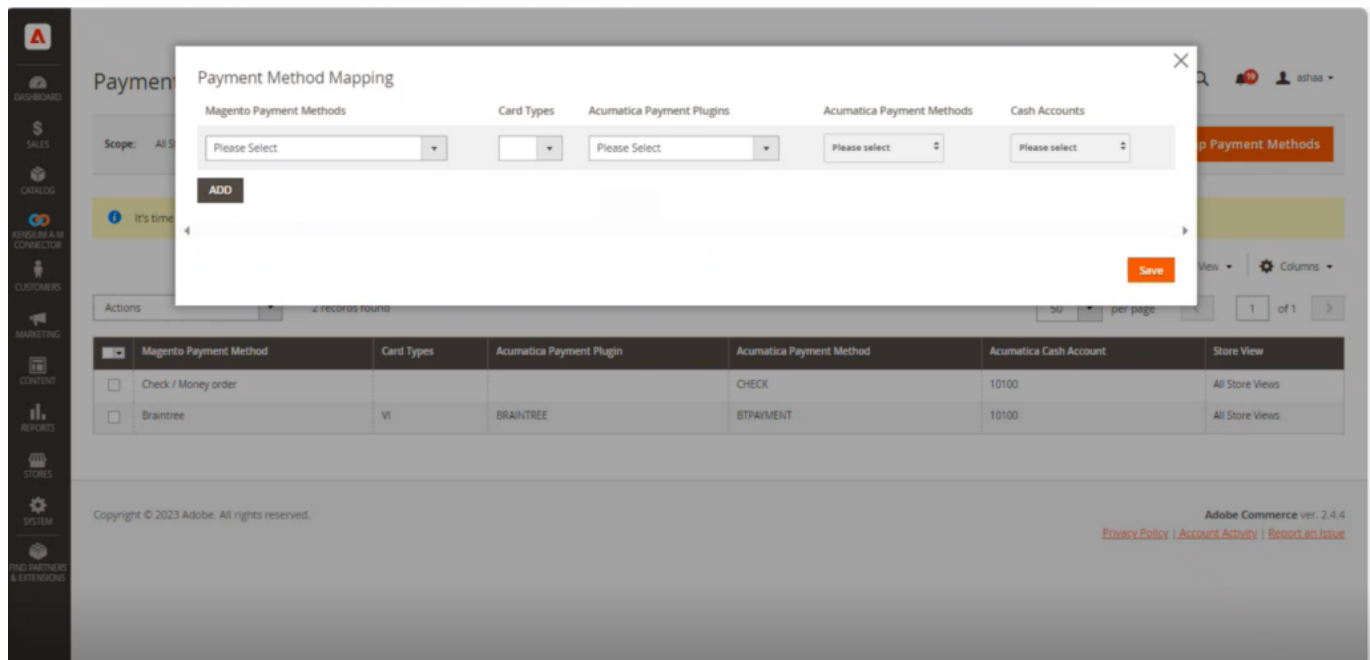 DASHBOARD
SALES
CATALOG
KENSIUM A-M
CONNECTOR
CUSTOMERS
MARKETING
CONTENT
REPORTS
STORES
SYSTEM
FIND PARTNERS
& EXTENSIONS
Payment
19 ashaa
Scope: All S
p Payment Methods
It's time
Payment Method Mapping
Magento Payment Methods Card Types Acumatica Payment Plugins Acumatica Payment Methods Cash Accounts
Please Select Please Select Please select Please select
ADD
Save
View Columns
Actions 2 records found 50 per page 1 of 1
Magento Payment Method Card Types Acumatica Payment Plugin Acumatica Payment Method Acumatica Cash Account Store View
Check / Money order CHECK 10100 All Store Views
Braintree VI BRAINTREE BTPAYMENT 10100 All Store Views
Copyright © 2023 Adobe. All rights reserved.
Adobe Commerce ver. 2.4.4
Privacy Policy | Account Activity | Report an Issue